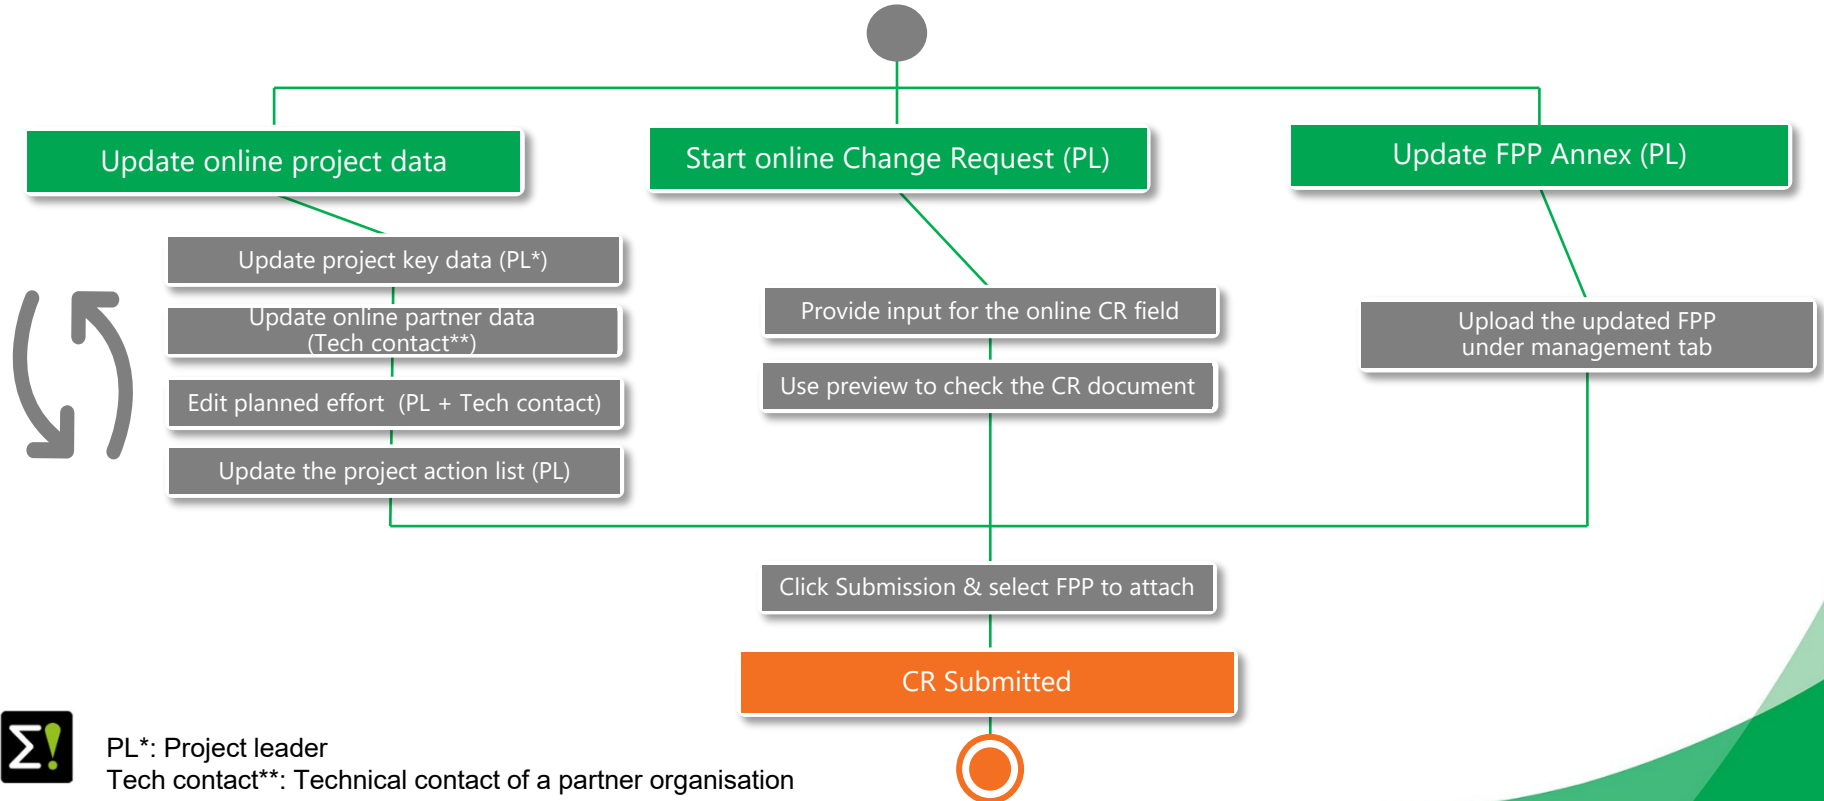 Update online project data
Start online Change Request (PL)
Update FPP Annex (PL)
Update project key data (PL*)
Update online partner data
(Tech contact**)
Edit planned effort  (PL + Tech contact)
Update the project action list (PL)
Provide input for the online CR field
Use preview to check the CR document
Upload the updated FPP
under management tab
Click Submission & select FPP to attach
CR Submitted
Σ!
PL*: Project leader
Tech contact**: Technical contact of a partner organisation